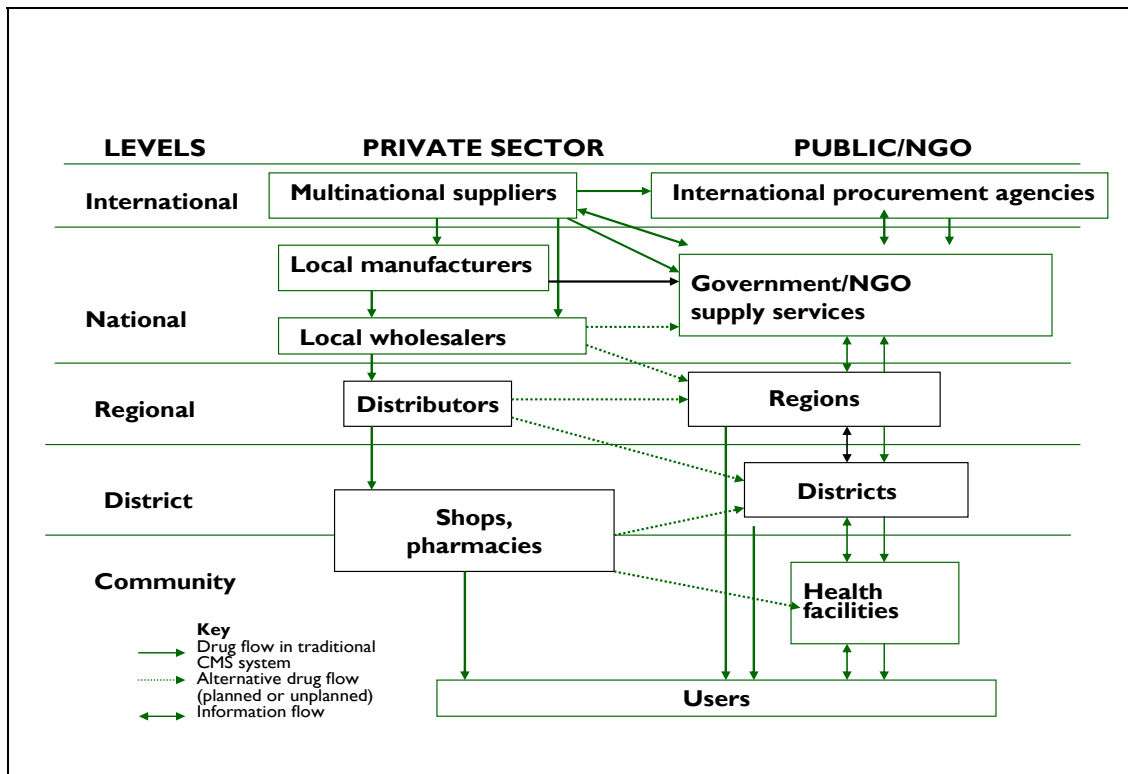 LEVELS PRIVATE SECTOR PUBLIC/NGO
International
Multinational suppliers
International procurement agencies
Local manufacturers
Government/NGO
supply services
National
Local wholesalers
Regional
Distributors
Regions
District
Shops,
pharmacies
Districts
Community
Health
facilities
Key
Drug flow in traditional
CMS system
Alternative drug flow
(planned or unplanned)
Information flow
Users